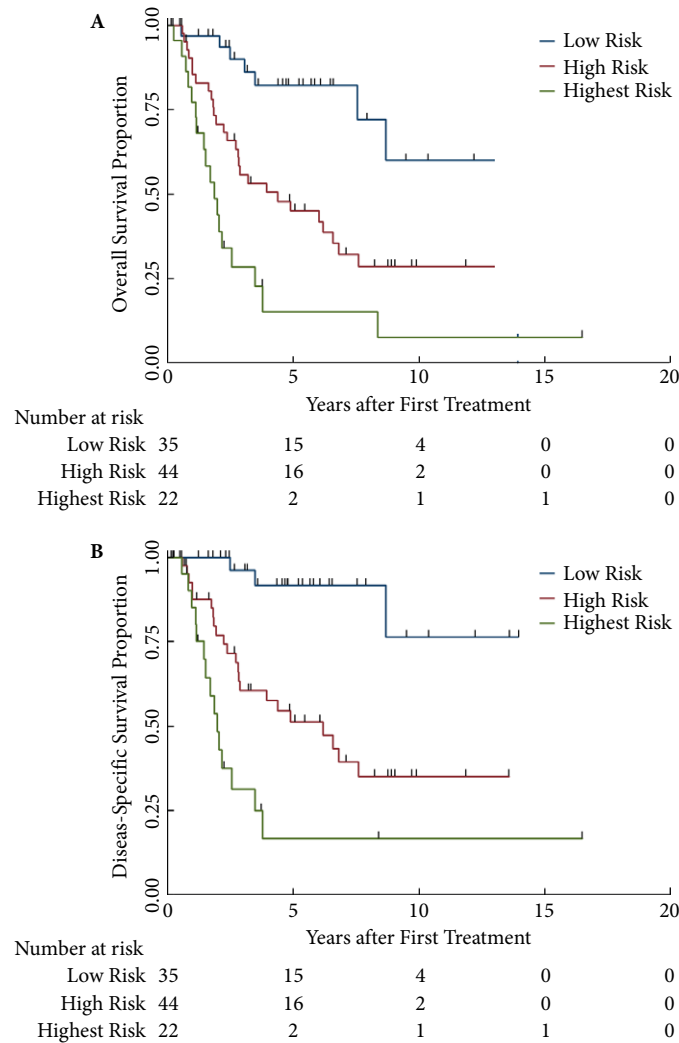 A
1.00
0.75
0.50
0.25
0.00
Overall Survival Proportion
Low Risk
High Risk
Highest Risk
0 5 10 15 20
Years after First Treatment
Number at risk
Low Risk 35 15 4 0 0
High Risk 44 16 2 0 0
Highest Risk 22 2 1 1 0
B
1.00
0.75
0.50
0.25
0.00
Diseas-Specific Survival Proportion
Low Risk
High Risk
Highest Risk
0 5 10 15 20
Years after First Treatment
Number at risk
Low Risk 35 15 4 0 0
High Risk 44 16 2 0 0
Highest Risk 22 2 1 1 0